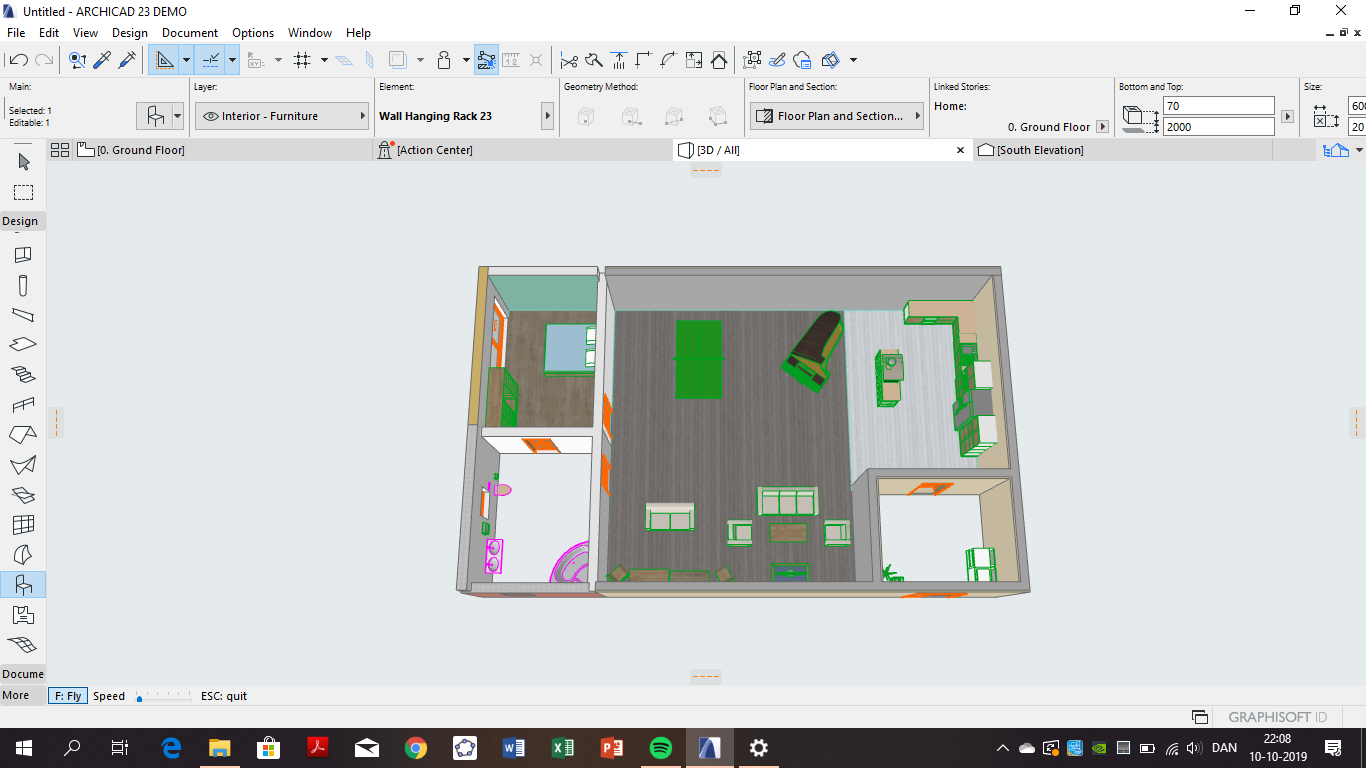 Untitled - ARCHICAD 23 DEMO
File Edit View Design Document Options Window Help
Main:
Selected: 1
Editable: 1
Layer:
Interior - Furniture
Element:
Wall Hanging Rack 23
Geometry Method:
Floor Plan and Section:
Floor Plan and Section...
Linked Stories:
Home:
0. Ground Floor
Bottom and Top:
70
2000
Size:
600
20
[0. Ground Floor]
[Action Center]
[3D / All]
[South Elevation]
Design
Docume
More
F: Fly
Speed
ESC: quit
GRAPHISOFT ID
DAN
22:08
10-10-2019